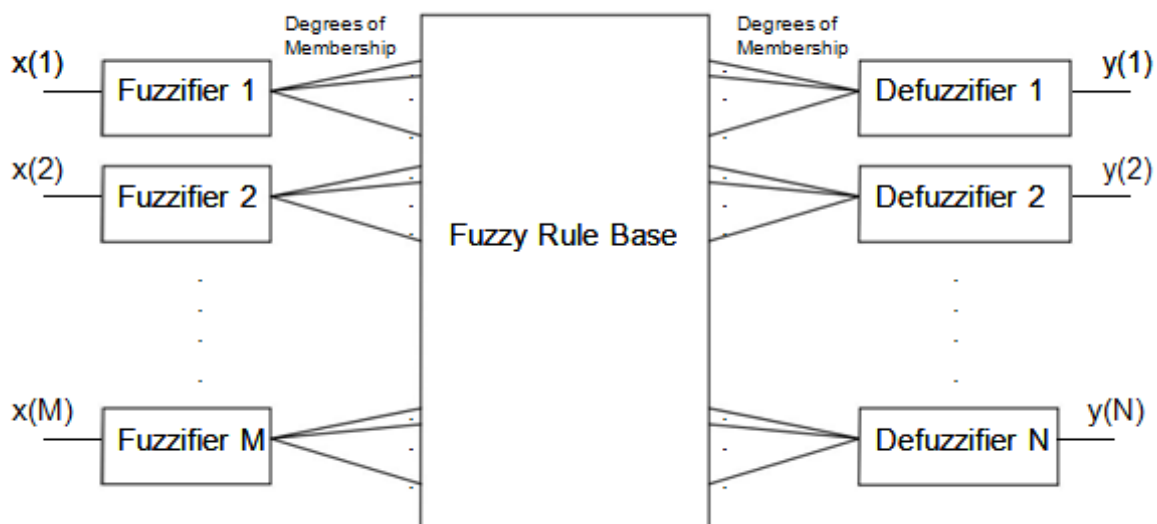 Degrees of
Membership
Degrees of
Membership
x(1)
Fuzzifier 1
Defuzzifier 1
y(1)
x(2)
Fuzzifier 2
Defuzzifier 2
y(2)
Fuzzy Rule Base
x(M)
Fuzzifier M
Defuzzifier N
y(N)